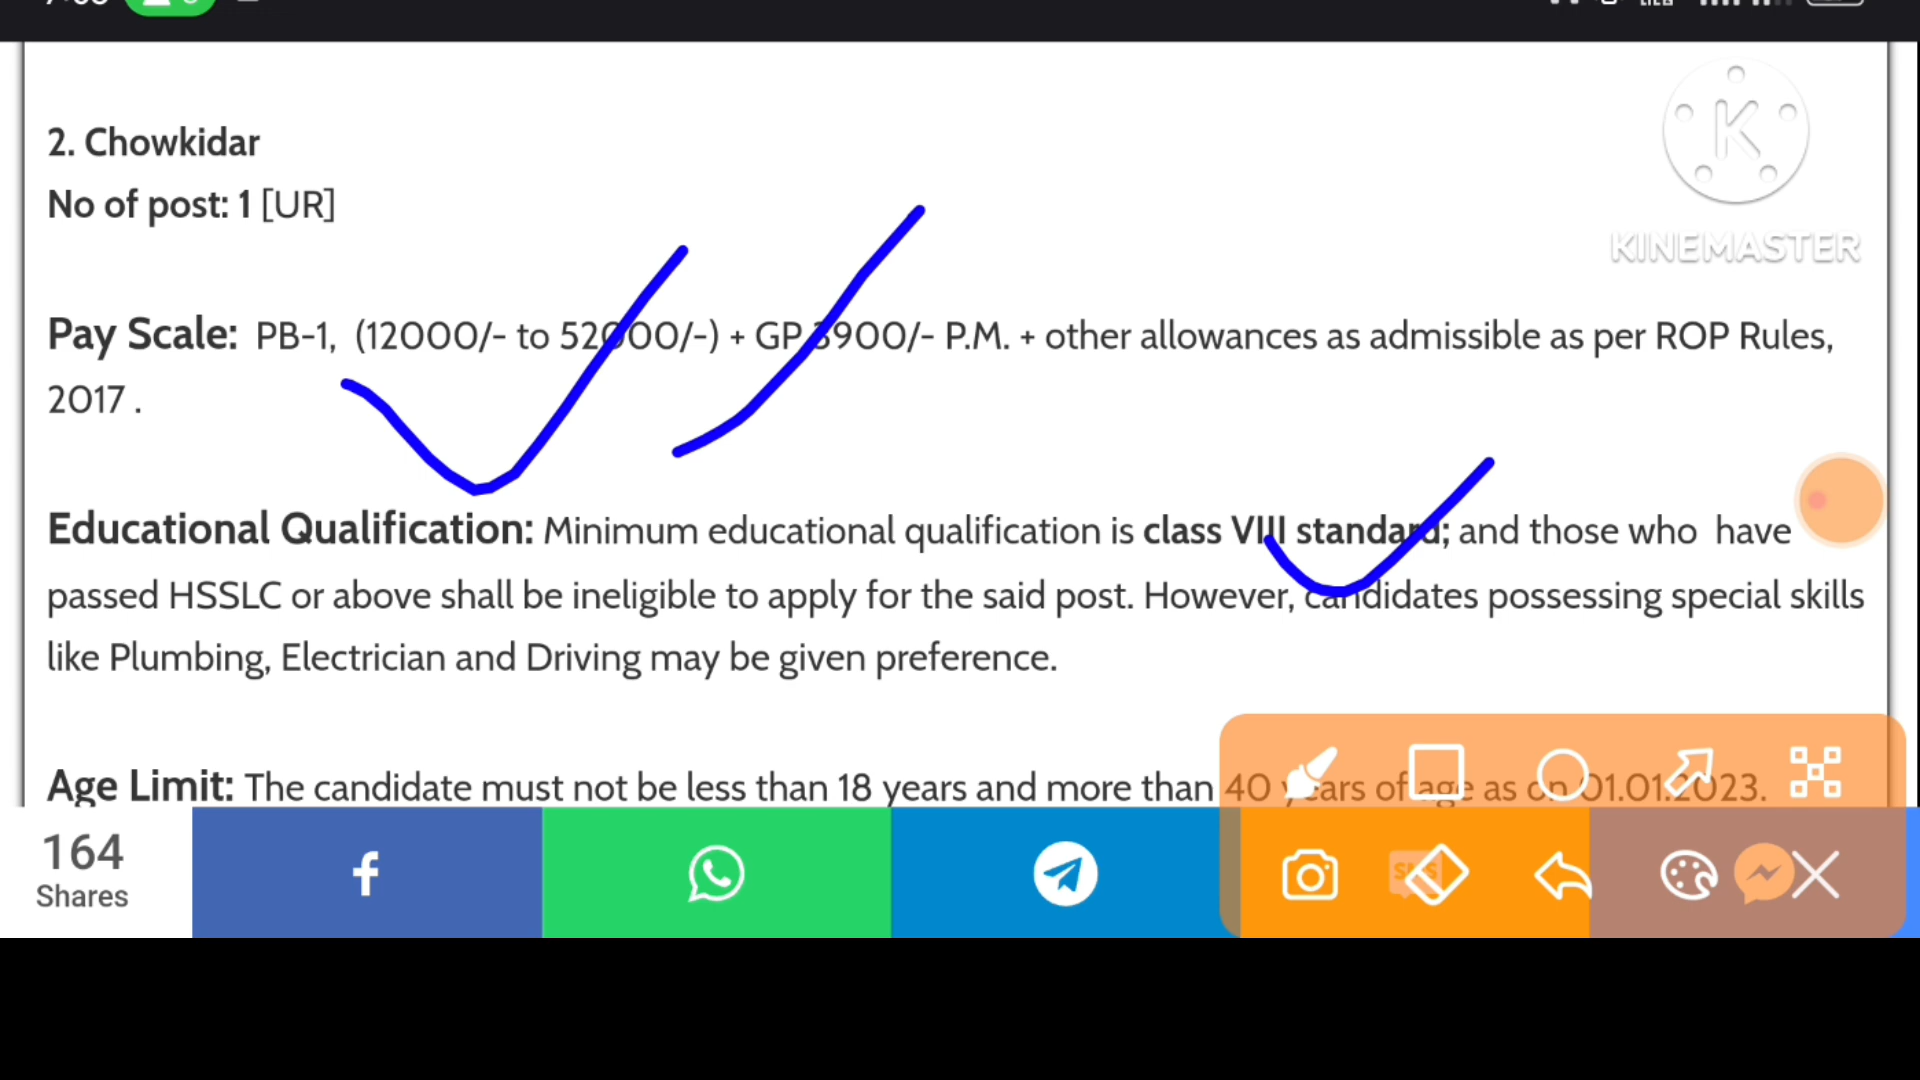 2. Chowkidar
No of post: 1 [UR]
KINEMASTER
Pay Scale: PB-1, (12000/- to 52000/-) + GP 3900/- P.M. + other allowances as admissible as per ROP Rules,
2017 .
Educational Qualification: Minimum educational qualification is class VIII standard; and those who have
passed HSSLC or above shall be ineligible to apply for the said post. However, candidates possessing special skills
like Plumbing, Electrician and Driving may be given preference.
Age Limit: The candidate must not be less than 18 years and more than 40 years of age as on 01.01.2023.
164
Shares
SMS